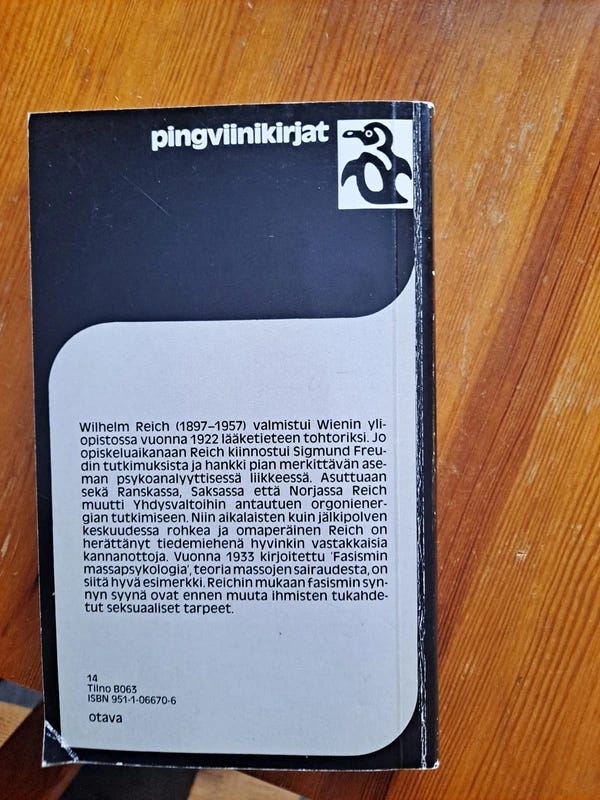 pingviinikirjat
Wilhelm Reich (1897–1957) valmistui Wienin yli-
opistossa vuonna 1922 lääketieteen tohtoriksi. Jo
opiskeluaikanaan Reich kiinnostui Sigmund Freu-
din tutkimuksista ja hankki pian merkittävän ase-
man psykoanalyyttisessä liikkeessä. Asuttuaan
sekä Ranskassa, Saksassa että Norjassa Reich
muutti Yhdysvaltoihin antautuen orgoniener-
gian tutkimiseen. Niin aikalaisten kuin jälkipolven
keskuudessa rohkea ja omaperäinen Reich on
herättänyt tiedemiehenä hyvinkin vastakkaisia
kannanottoja. Vuonna 1933 kirjoitettu 'Fasismin
massapsykologia', teoria massojen sairaudesta, on
siitä hyvä esimerkki. Reichin mukaan fasismin syn-
nyn syynä ovat ennen muuta ihmisten tukahde-
tut seksuaaliset tarpeet.
14
Tilno B063
ISBN 951-1-06670-6
otava